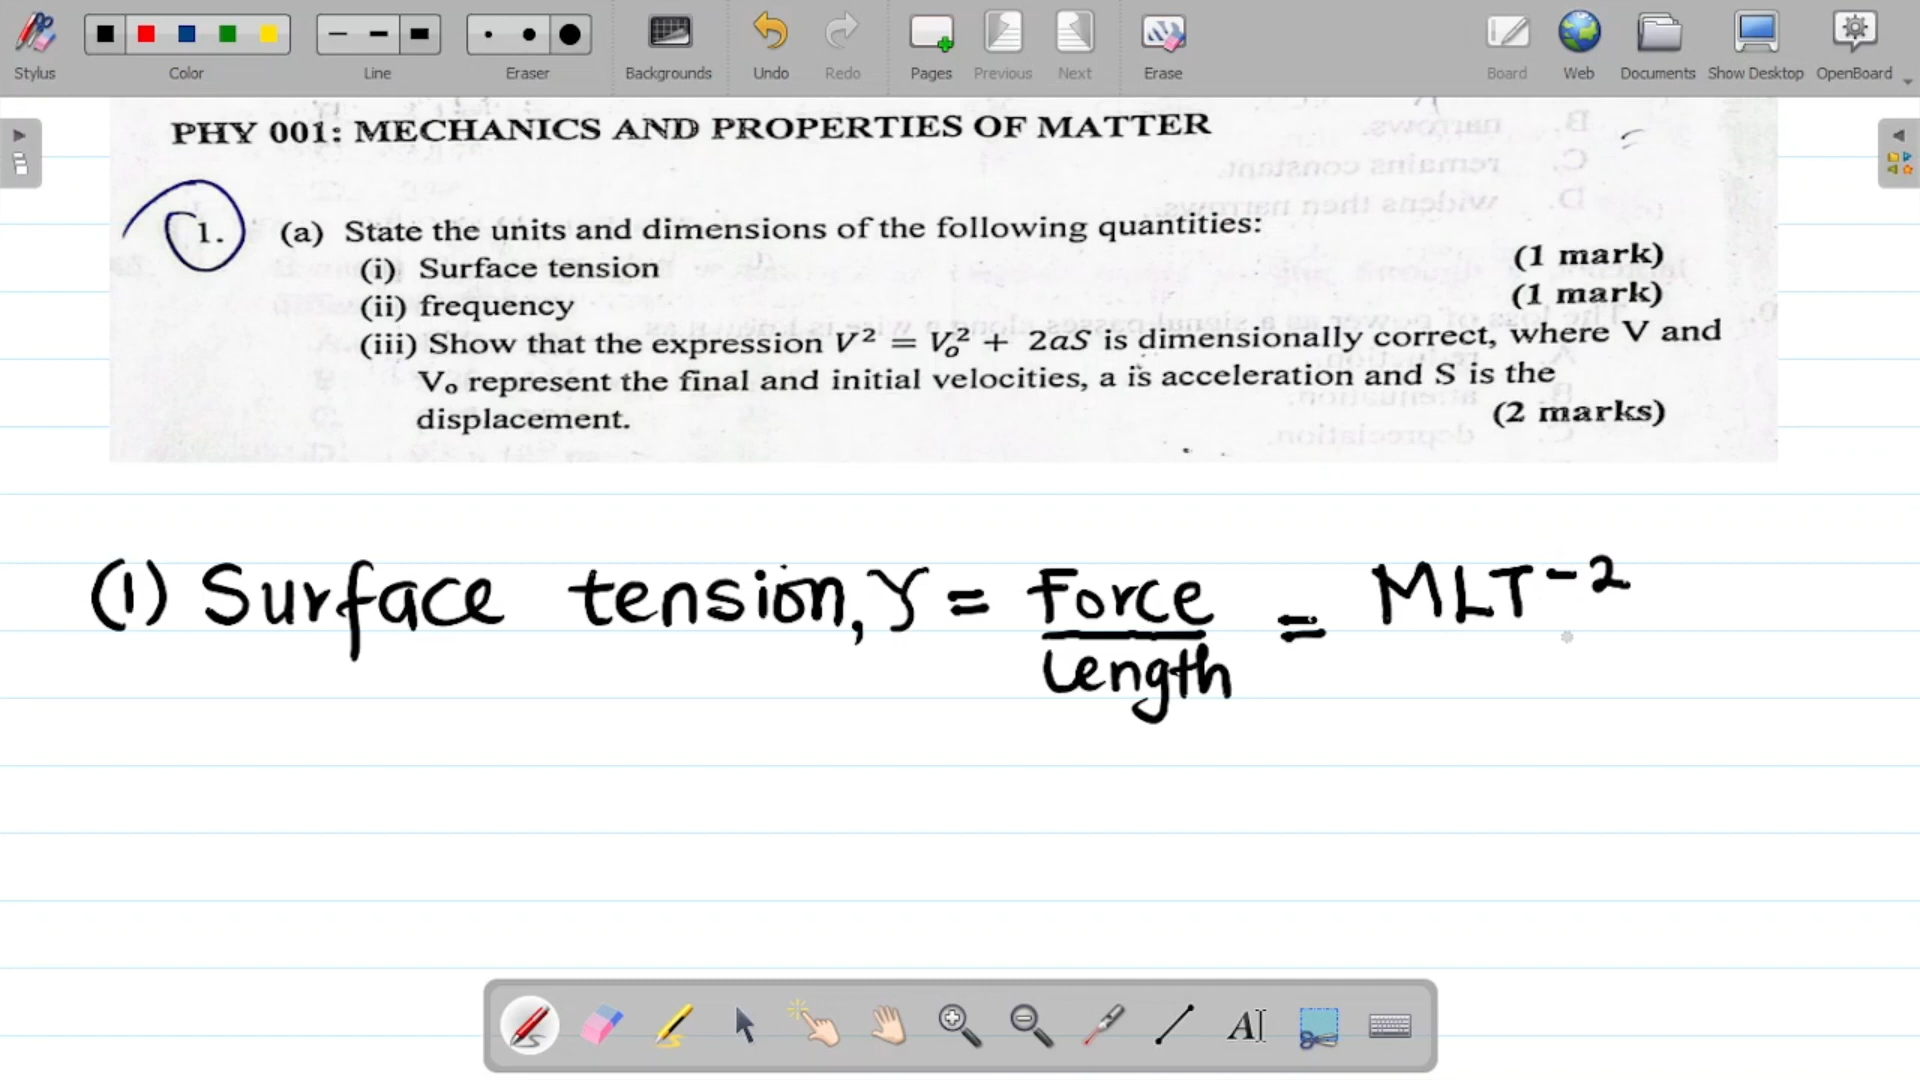 Stylus Color Line Eraser Backgrounds Undo Redo Pages Previous Next Erase Board Web Documents Show Desktop OpenBoard
PHY 001: MECHANICS AND PROPERTIES OF MATTER
1. (a) State the units and dimensions of the following quantities:
(i) Surface tension (1 mark)
(ii) frequency (1 mark)
(iii) Show that the expression V² = V₀² + 2aS is dimensionally correct, where V and
V₀ represent the final and initial velocities, a is acceleration and S is the
displacement. (2 marks)
(1) Surface tension, γ = Force / Length = MLT⁻²